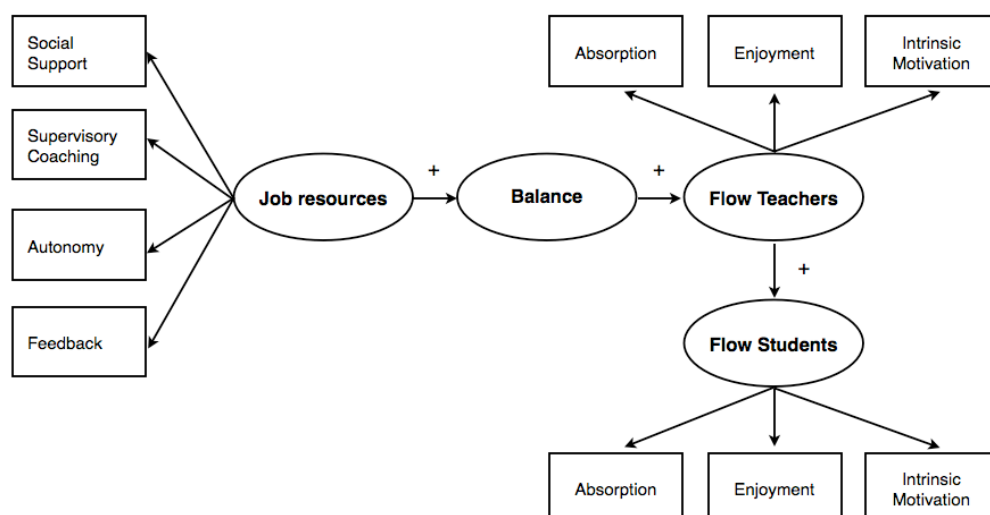 Social
Support
Supervisory
Coaching
Autonomy
Feedback
Job resources
+
Balance
+
Absorption
Enjoyment
Intrinsic
Motivation
Flow Teachers
+
Flow Students
Absorption
Enjoyment
Intrinsic
Motivation